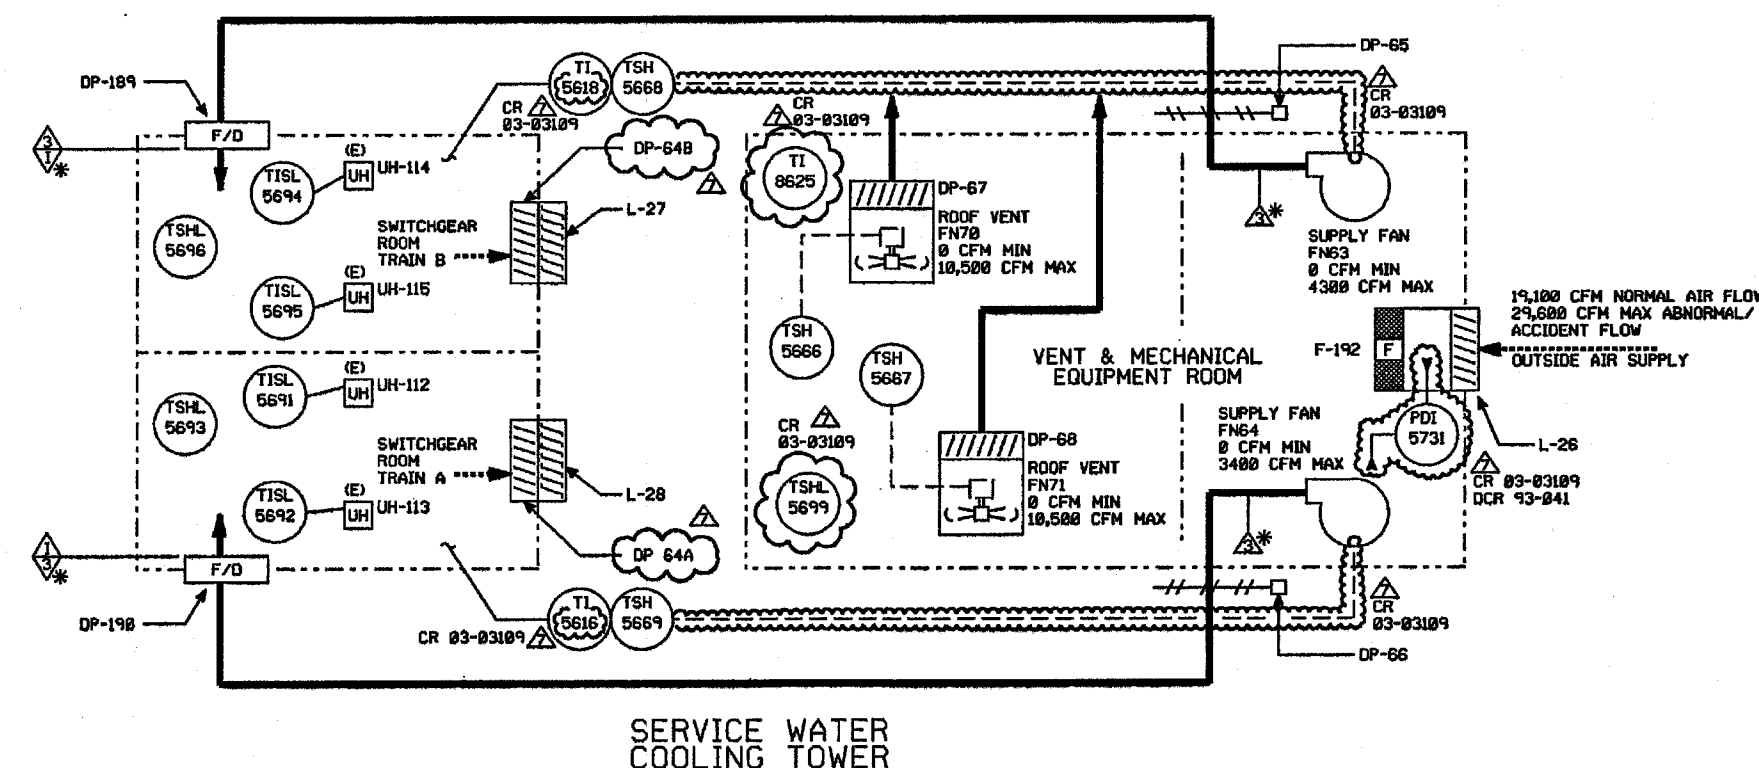 DP-65
TI
5618
TSH
5668
7
CR
03-03109
DP-189
CR 7
03-03109
7
CR
03-03109
3
1
*
F/D
(E)
UH
UH-114
DP-64B
7
TI
8625
DP-67
TISL
5694
L-27
ROOF VENT
FN70
0 CFM MIN
10,500 CFM MAX
3 *
TSHL
5696
SWITCHGEAR
ROOM
TRAIN B
SUPPLY FAN
FN63
0 CFM MIN
4300 CFM MAX
(E)
UH
UH-115
TISL
5695
19,100 CFM NORMAL AIR FLOW
29,600 CFM MAX ABNORMAL/
ACCIDENT FLOW
OUTSIDE AIR SUPPLY
TSH
5666
TSH
5667
VENT & MECHANICAL
EQUIPMENT ROOM
F-192
F
(E)
UH
UH-112
TISL
5691
TSHL
5693
CR 7
03-03109
SUPPLY FAN
FN64
0 CFM MIN
3400 CFM MAX
PDI
5731
L-26
7
CR 03-03109
DCR 93-041
SWITCHGEAR
ROOM
TRAIN A
DP-68
ROOF VENT
FN71
0 CFM MIN
10,500 CFM MAX
L-28
TSHL
5699
(E)
UH
UH-113
TISL
5692
7
DP 64A
3 *
1
3
*
F/D
DP-190
TI
5616
TSH
5669
CR 03-03109 7
7
CR
03-03109
DP-66
SERVICE WATER
COOLING TOWER